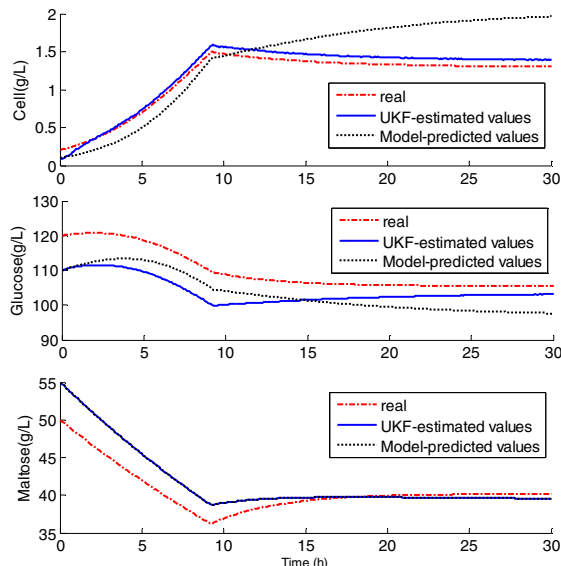 Cell(g/L)
2
1.5
1
0.5
0
real
UKF-estimated values
Model-predicted values
0 5 10 15 20 25 30
Glucose(g/L)
130
120
110
100
90
real
UKF-estimated values
Model-predicted values
0 5 10 15 20 25 30
Maltose(g/L)
55
50
45
40
35
real
UKF-estimated values
Model-predicted values
0 5 10 15 20 25 30
Time (h)